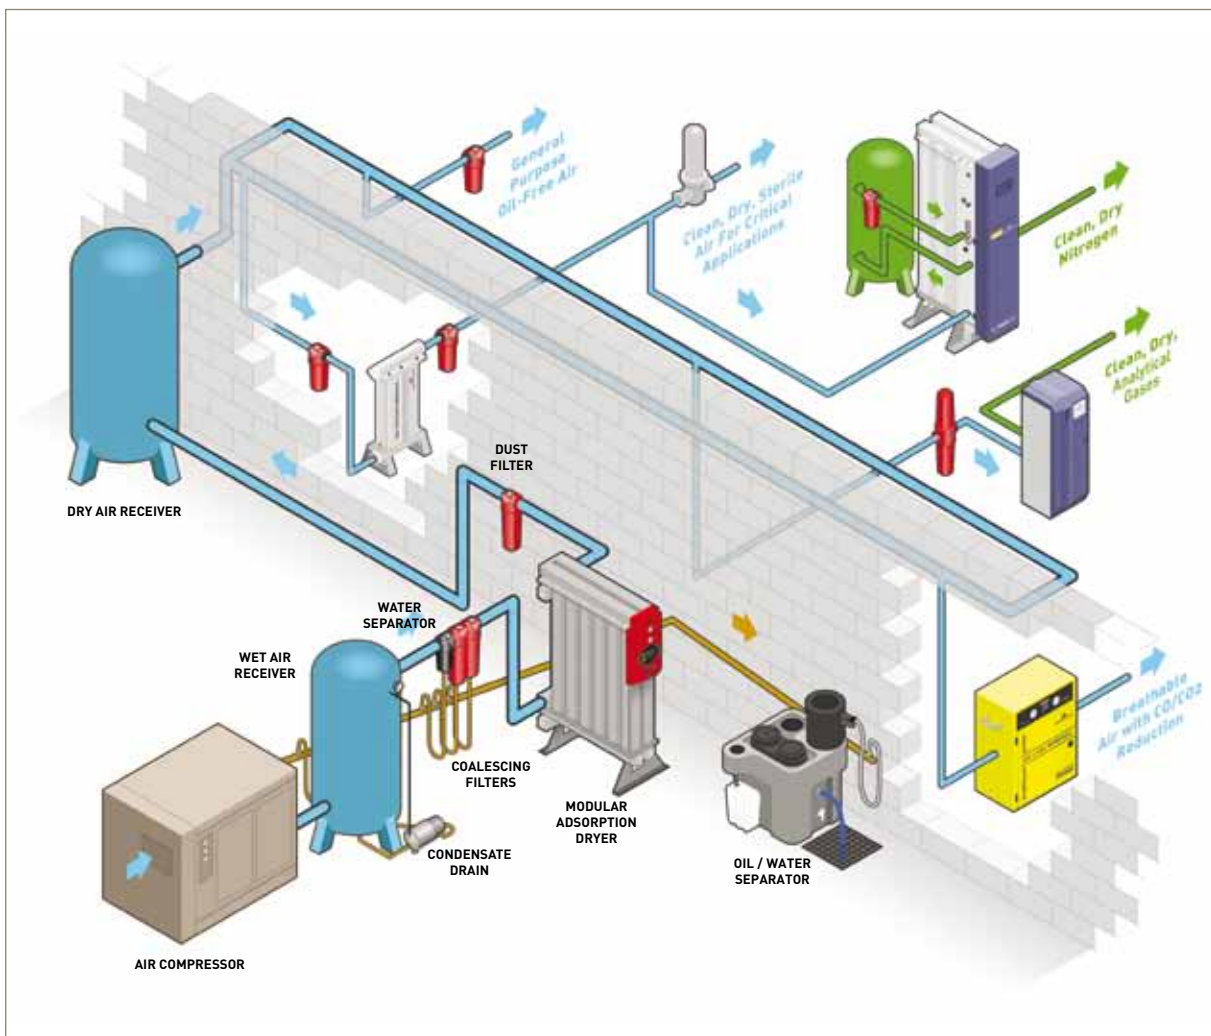 General
Purpose
Oil-Free Air
Clean, Dry, Sterile
Air For Critical
Applications
Clean, Dry
Nitrogen
Clean, Dry,
Analytical
Gases
DUST
FILTER
DRY AIR RECEIVER
WATER
SEPARATOR
WET AIR
RECEIVER
Breathable
Air with CO/CO2
Reduction
COALESCING
FILTERS
MODULAR
ADSORPTION
DRYER
CONDENSATE
DRAIN
OIL / WATER
SEPARATOR
AIR COMPRESSOR